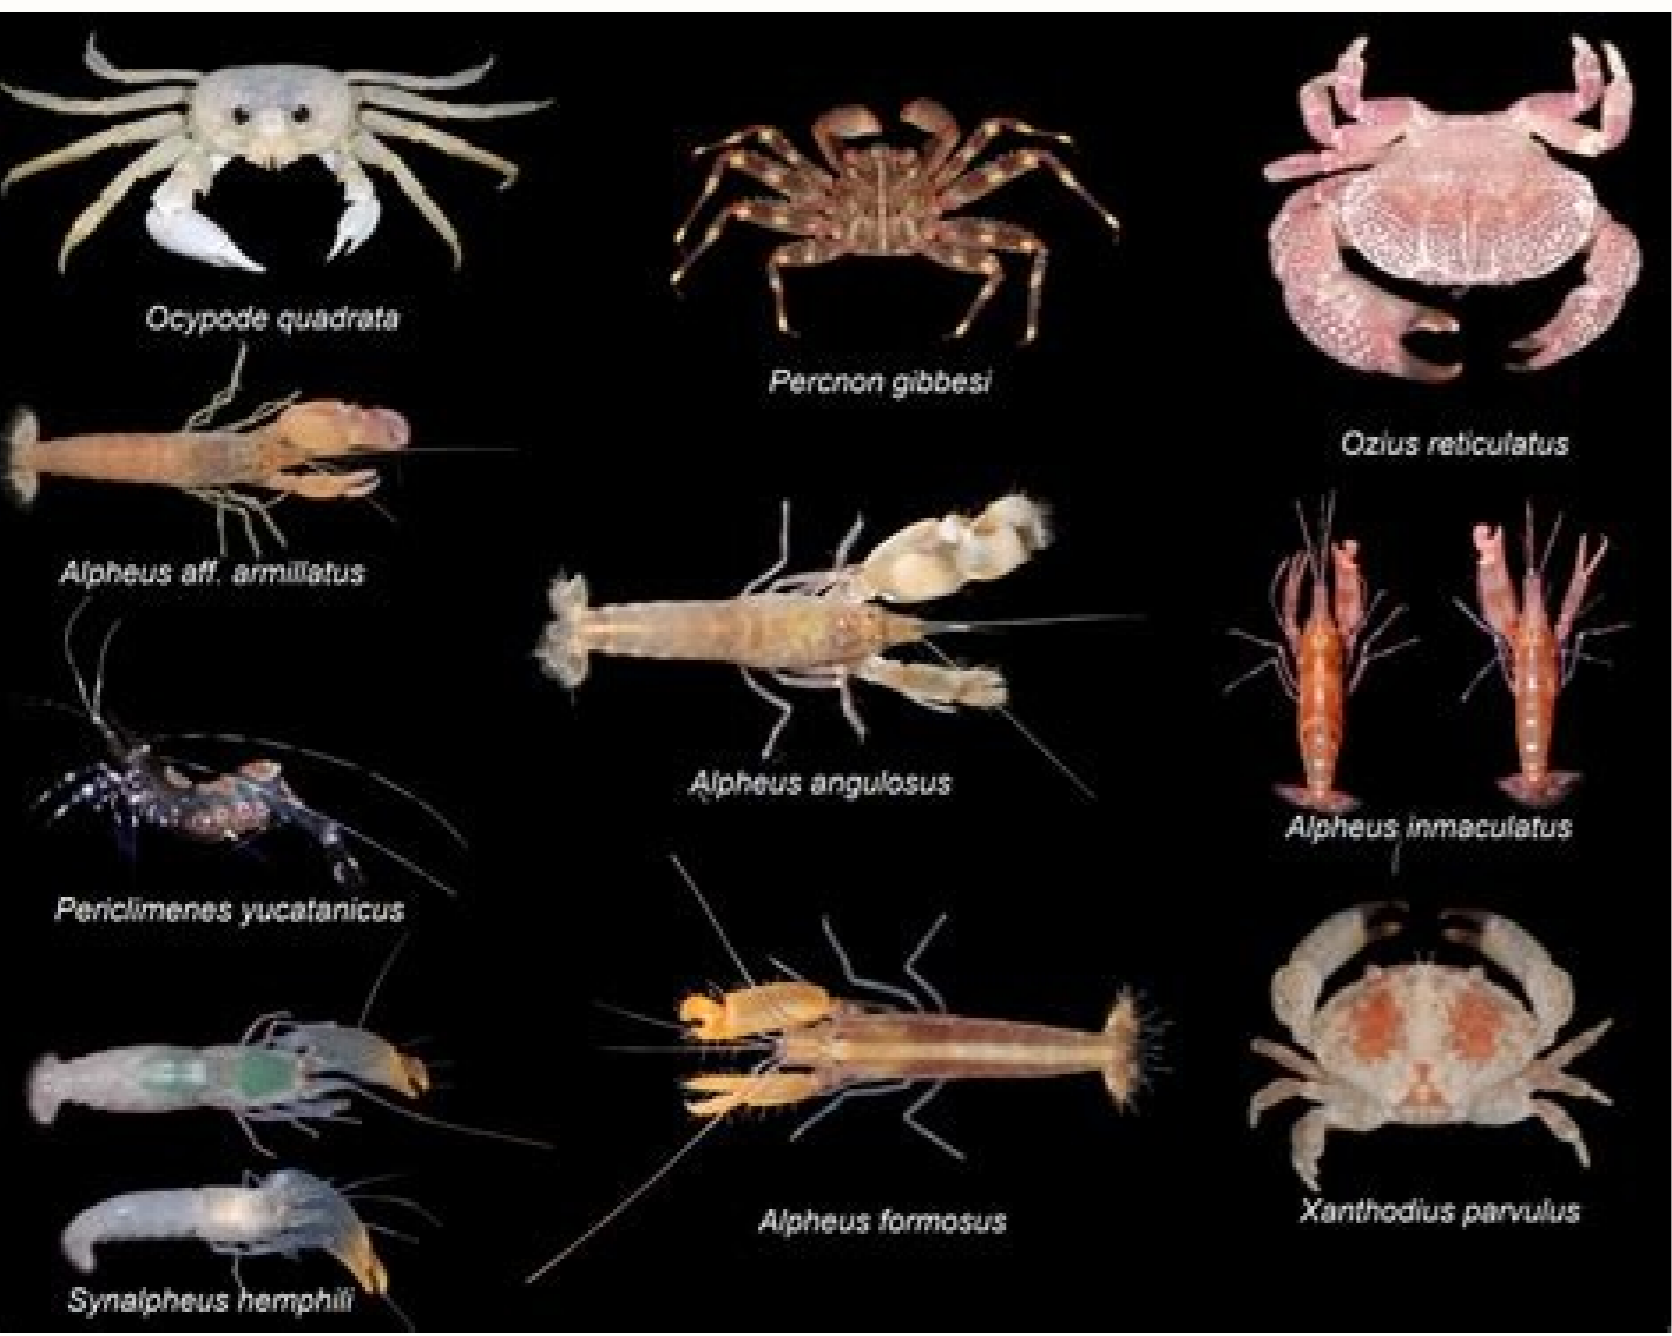 Ocypode quadrata
Percnon gibbesi
Ozius reticulatus
Alpheus aff. armillatus
Alpheus angulosus
Alpheus inmaculatus
Periclimenes yucatanicus
Alpheus formosus
Xanthodius parvulus
Synalpheus hemphili